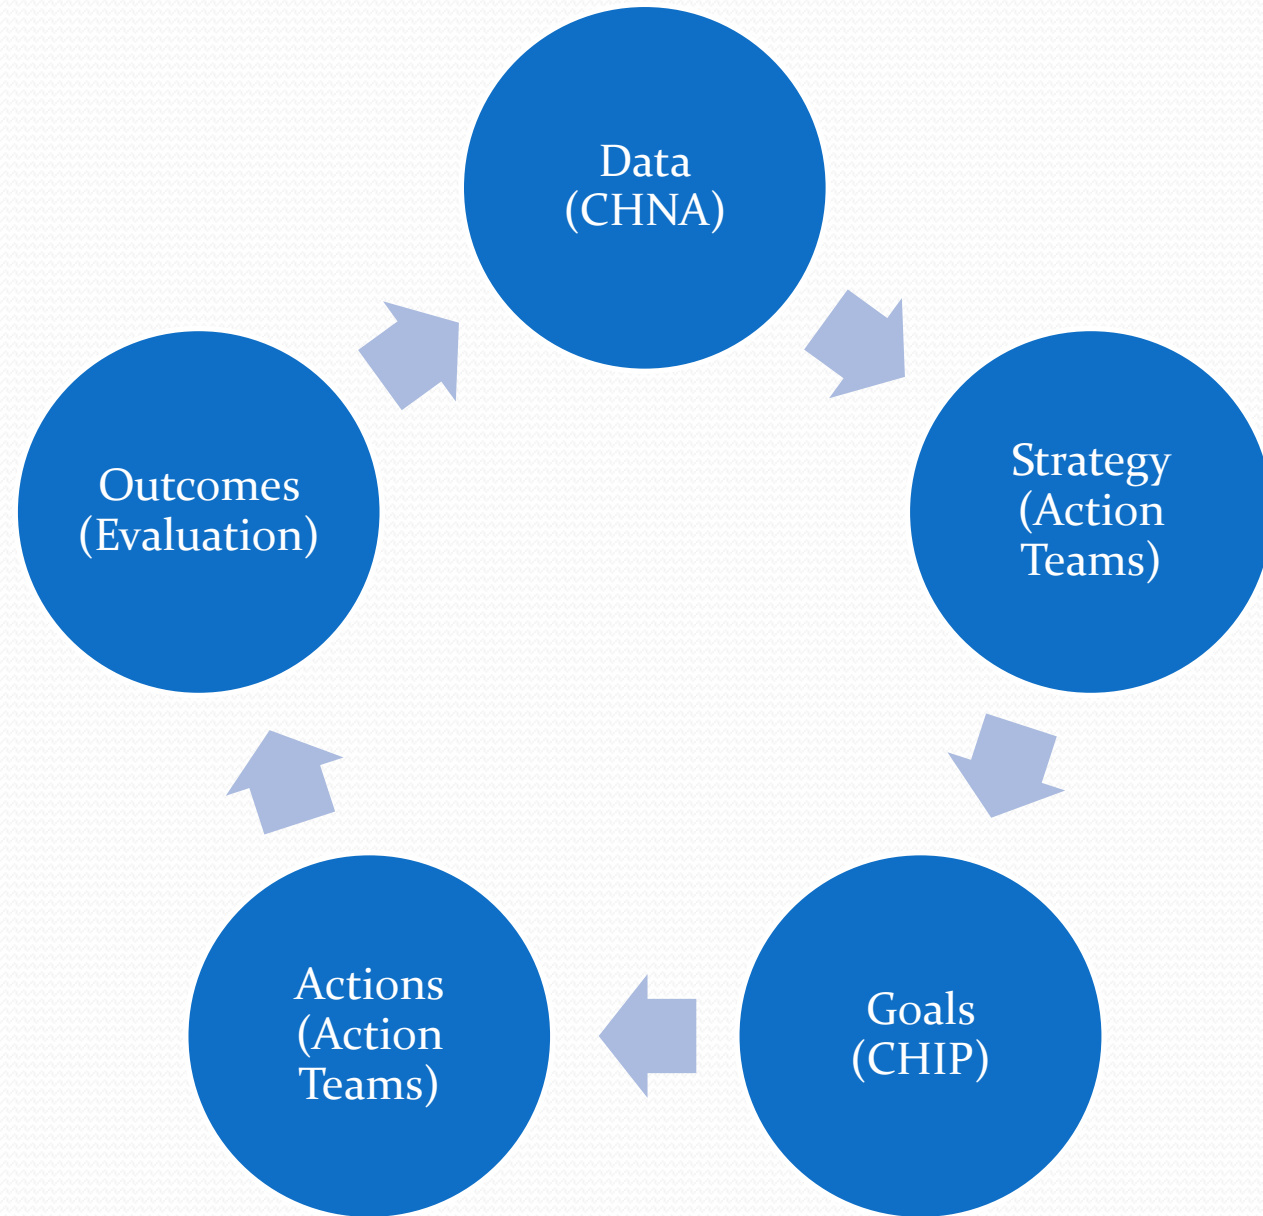 Data
(CHNA)
Strategy
(Action
Teams)
Goals
(CHIP)
Actions
(Action
Teams)
Outcomes
(Evaluation)